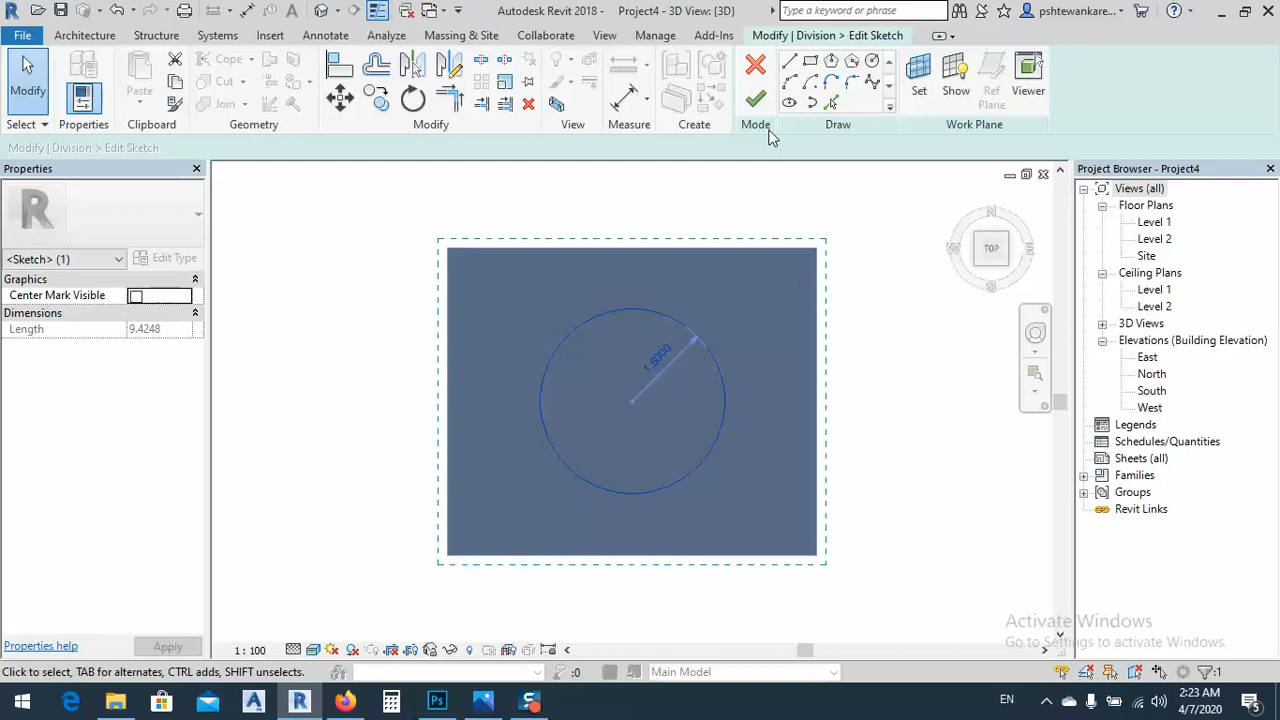 Autodesk Revit 2018 - Project4 - 3D View: {3D}
Type a keyword or phrase
pshtewankare...
File
Architecture
Structure
Systems
Insert
Annotate
Analyze
Massing & Site
Collaborate
View
Manage
Add-Ins
Modify | Division > Edit Sketch
Modify
Paste
Cope
Cut
Join
Set
Show
Ref
Plane
Viewer
Select
Properties
Clipboard
Geometry
Modify
View
Measure
Create
Mode
Draw
Work Plane
Modify | Division > Edit Sketch
Properties
R
<Sketch> (1)
Edit Type
Graphics
Center Mark Visible
Dimensions
Length
9.4248
Properties help
Apply
1.5000
N
W
TOP
E
S
Project Browser - Project4
Views (all)
Floor Plans
Level 1
Level 2
Site
Ceiling Plans
Level 1
Level 2
3D Views
Elevations (Building Elevation)
East
North
South
West
Legends
Schedules/Quantities
Sheets (all)
Families
Groups
Revit Links
Activate Windows
Go to Settings to activate Windows.
1 : 100
Click to select, TAB for alternates, CTRL adds, SHIFT unselects.
:0
Main Model
:1
EN
2:23 AM
4/7/2020
5